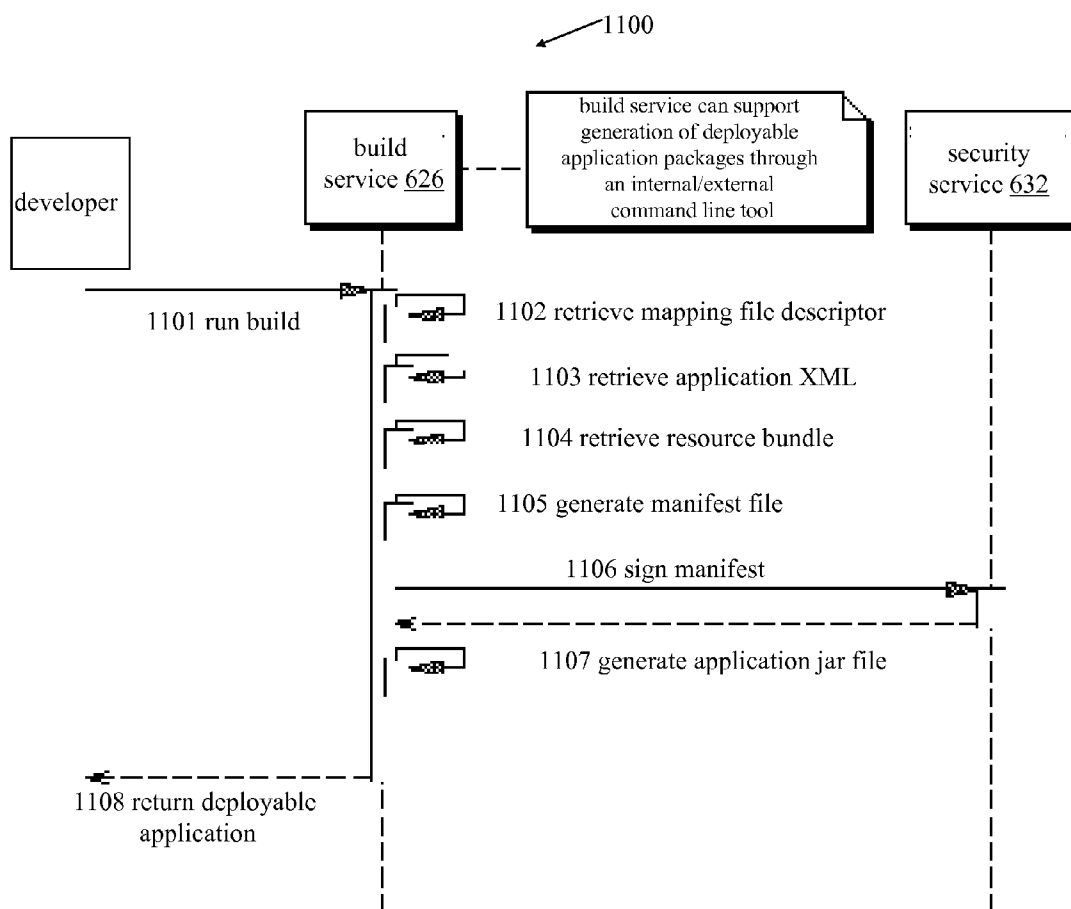 1100
developer
build
service 626
build service can support
generation of deployable
application packages through
an internal/external
command line tool
security
service 632
1101 run build
1102 retrieve mapping file descriptor
1103 retrieve application XML
1104 retrieve resource bundle
1105 generate manifest file
1106 sign manifest
1107 generate application jar file
1108 return deployable
application